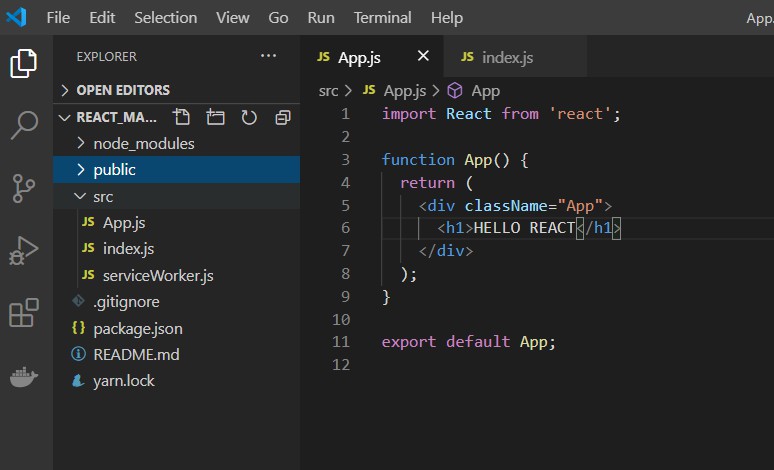 File Edit Selection View Go Run Terminal Help App.
EXPLORER ...
JS App.js × JS index.js
OPEN EDITORS
src > JS App.js > App
REACT_MA...
node_modules
public
src
JS App.js
JS index.js
JS serviceWorker.js
.gitignore
{} package.json
README.md
yarn.lock
1 import React from 'react';
2
3 function App() {
4 return (
5 <div className="App">
6 <h1>HELLO REACT</h1>
7 </div>
8 );
9 }
10
11 export default App;
12